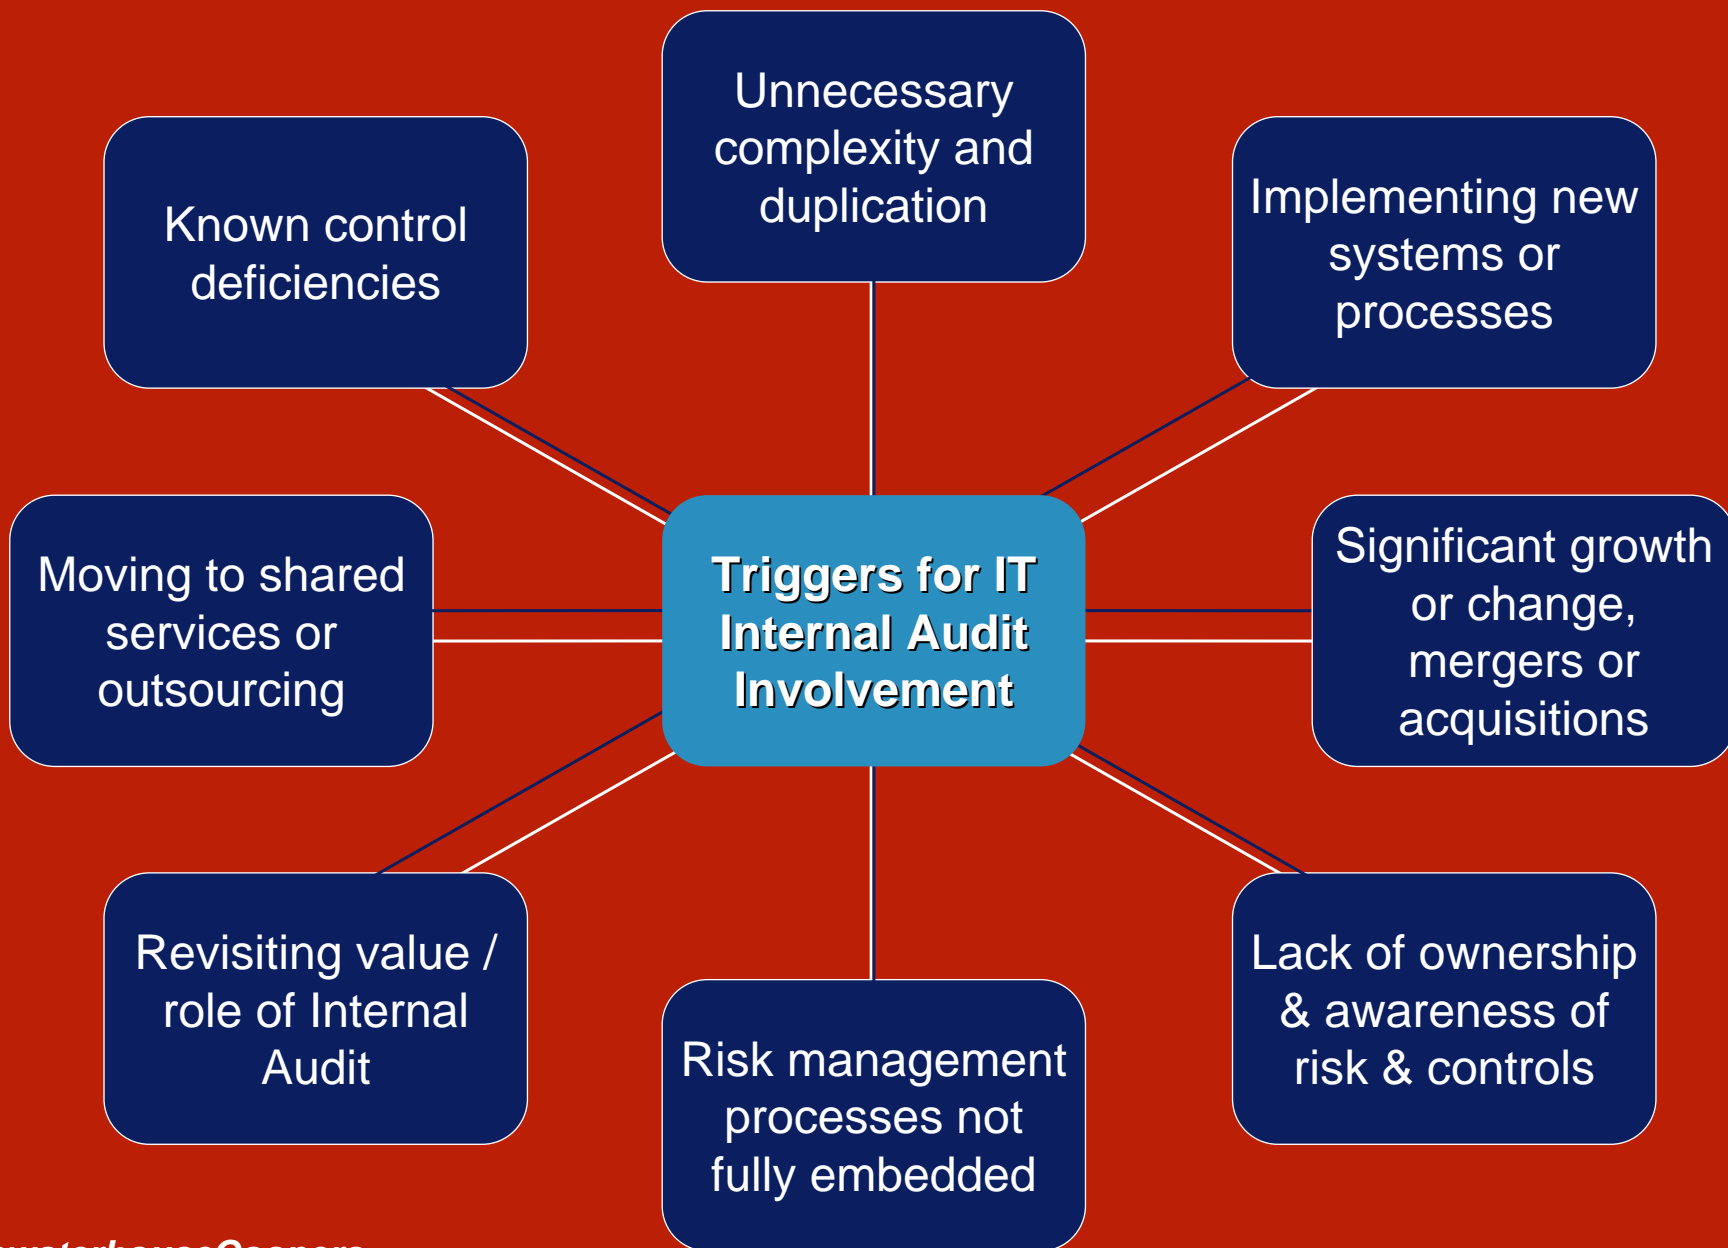 Unnecessary
complexity and
duplication
Known control
deficiencies
Implementing new
systems or
processes
Moving to shared
services or
outsourcing
Triggers for IT
Internal Audit
Involvement
Significant growth
or change,
mergers or
acquisitions
Revisiting value /
role of Internal
Audit
Risk management
processes not
fully embedded
Lack of ownership
& awareness of
risk & controls